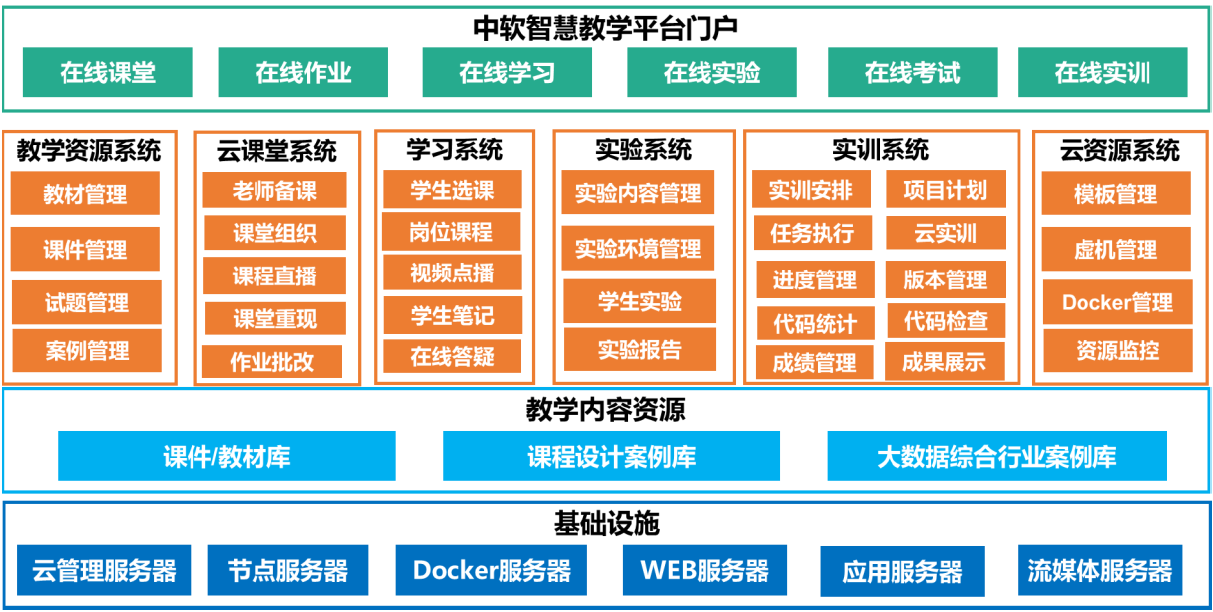 中软智慧教学平台门户
在线课堂
在线作业
在线学习
在线实验
在线考试
在线实训
教学资源系统
教材管理
课件管理
试题管理
案例管理
云课堂系统
老师备课
课堂组织
课程直播
课堂重现
作业批改
学习系统
学生选课
岗位课程
视频点播
学生笔记
在线答疑
实验系统
实验内容管理
实验环境管理
学生实验
实验报告
实训系统
实训安排
项目计划
任务执行
云实训
进度管理
版本管理
代码统计
代码检查
成绩管理
成果展示
云资源系统
模板管理
虚机管理
Docker管理
资源监控
教学内容资源
课件/教材库
课程设计案例库
大数据综合行业案例库
基础设施
云管理服务器
节点服务器
Docker服务器
WEB服务器
应用服务器
流媒体服务器